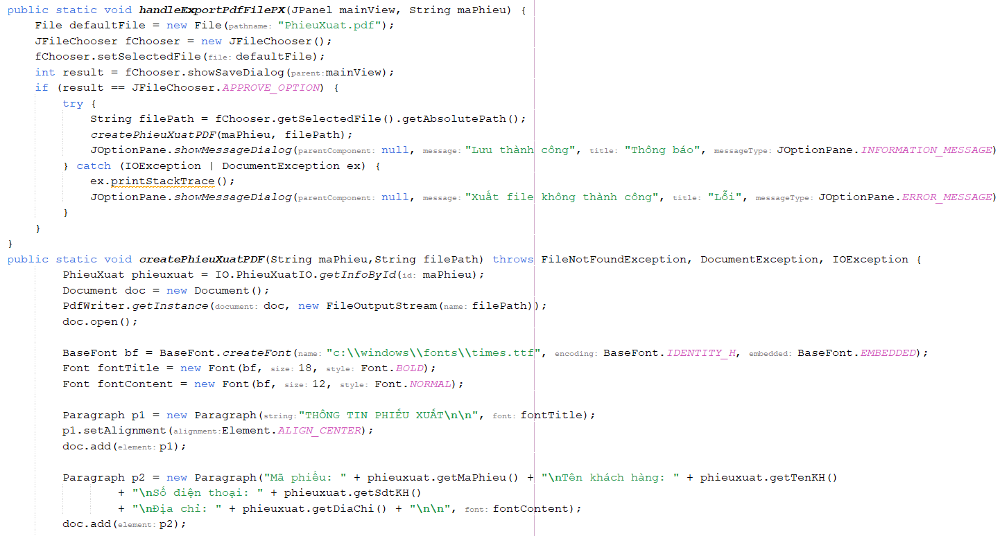 public static void handleExportPdfFilePX(JPanel mainView, String maPhieu) {
File defaultFile = new File(pathname: "PhieuXuat.pdf");
JFileChooser fChooser = new JFileChooser();
fChooser.setSelectedFile(file: defaultFile);
int result = fChooser.showSaveDialog(parent:mainView);
if (result == JFileChooser.APPROVE_OPTION) {
try {
String filePath = fChooser.getSelectedFile().getAbsolutePath();
createPhieuXuatPDF(maPhieu, filePath);
JOptionPane.showMessageDialog(parentComponent: null, message: "Lưu thành công", title: "Thông báo", messageType: JOptionPane.INFORMATION_MESSAGE)
} catch (IOException | DocumentException ex) {
ex.printStackTrace();
JOptionPane.showMessageDialog(parentComponent: null, message: "Xuất file không thành công", title: "Lỗi", messageType: JOptionPane.ERROR_MESSAGE)
}
}
}
public static void createPhieuXuatPDF(String maPhieu,String filePath) throws FileNotFoundException, DocumentException, IOException {
PhieuXuat phieuxuat = IO.PhieuXuatIO.getInfoById(id: maPhieu);
Document doc = new Document();
PdfWriter.getInstance(document: doc, new FileOutputStream(name: filePath));
doc.open();
BaseFont bf = BaseFont.createFont(name: "c:\\windows\\fonts\\times.ttf", encoding: BaseFont.IDENTITY_H, embedded: BaseFont.EMBEDDED);
Font fontTitle = new Font(bf, size: 18, style: Font.BOLD);
Font fontContent = new Font(bf, size: 12, style: Font.NORMAL);
Paragraph p1 = new Paragraph(string:"THÔNG TIN PHIẾU XUẤT\n\n", font: fontTitle);
p1.setAlignment(alignment:Element.ALIGN_CENTER);
doc.add(element: p1);
Paragraph p2 = new Paragraph("Mã phiếu: " + phieuxuat.getMaPhieu() + "\nTên khách hàng: " + phieuxuat.getTenKH()
+ "\nSố điện thoại: " + phieuxuat.getSdtKH()
+ "\nĐịa chỉ: " + phieuxuat.getDiaChi() + "\n\n", font: fontContent);
doc.add(element: p2);